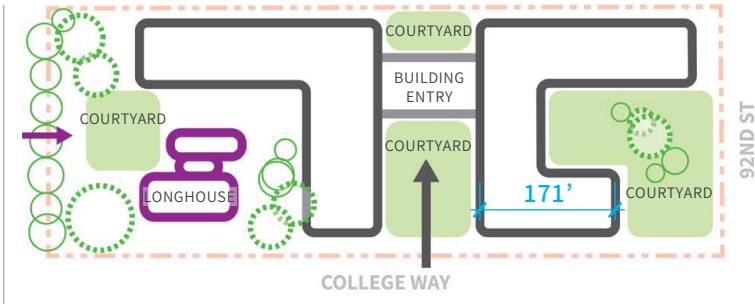 COURTYARD
BUILDING
ENTRY
COURTYARD
COURTYARD
LONGHOUSE
171’
COURTYARD
92ND ST
COLLEGE WAY